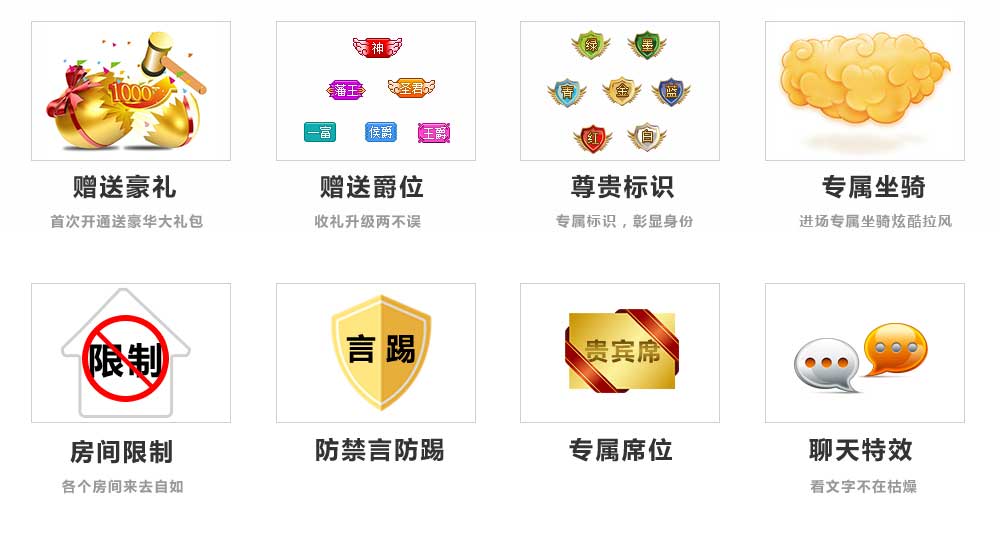 1000
神
藩王 圣君
一富 侯爵 王爵
绿 墨
青 金 蓝
红 白
赠送豪礼 赠送爵位 尊贵标识 专属坐骑
首次开通送豪华大礼包 收礼升级两不误 专属标识，彰显身份 进场专属坐骑炫酷拉风
限制 言 踢 贵宾席
房间限制 防禁言防踢 专属席位 聊天特效
各个房间来去自如 看文字不在枯燥